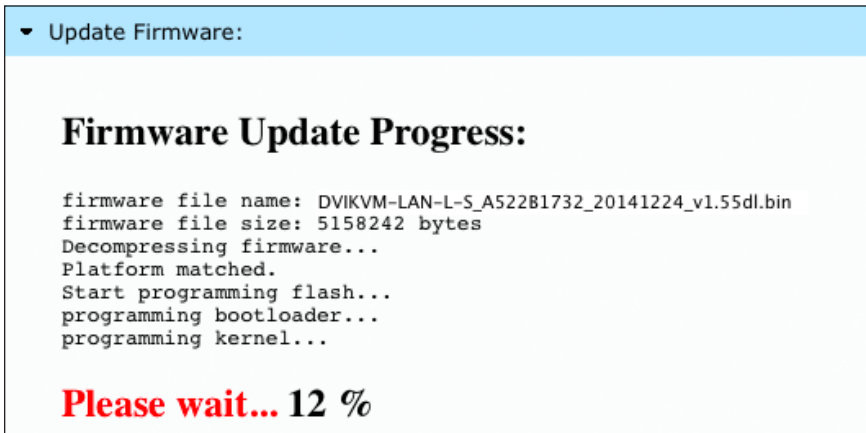 Update Firmware:
Firmware Update Progress:
firmware file name: DVIKVM-LAN-L-S_A522B1732_20141224_v1.55dl.bin
firmware file size: 5158242 bytes
Decompressing firmware...
Platform matched.
Start programming flash...
programming bootloader...
programming kernel...
Please wait... 12 %